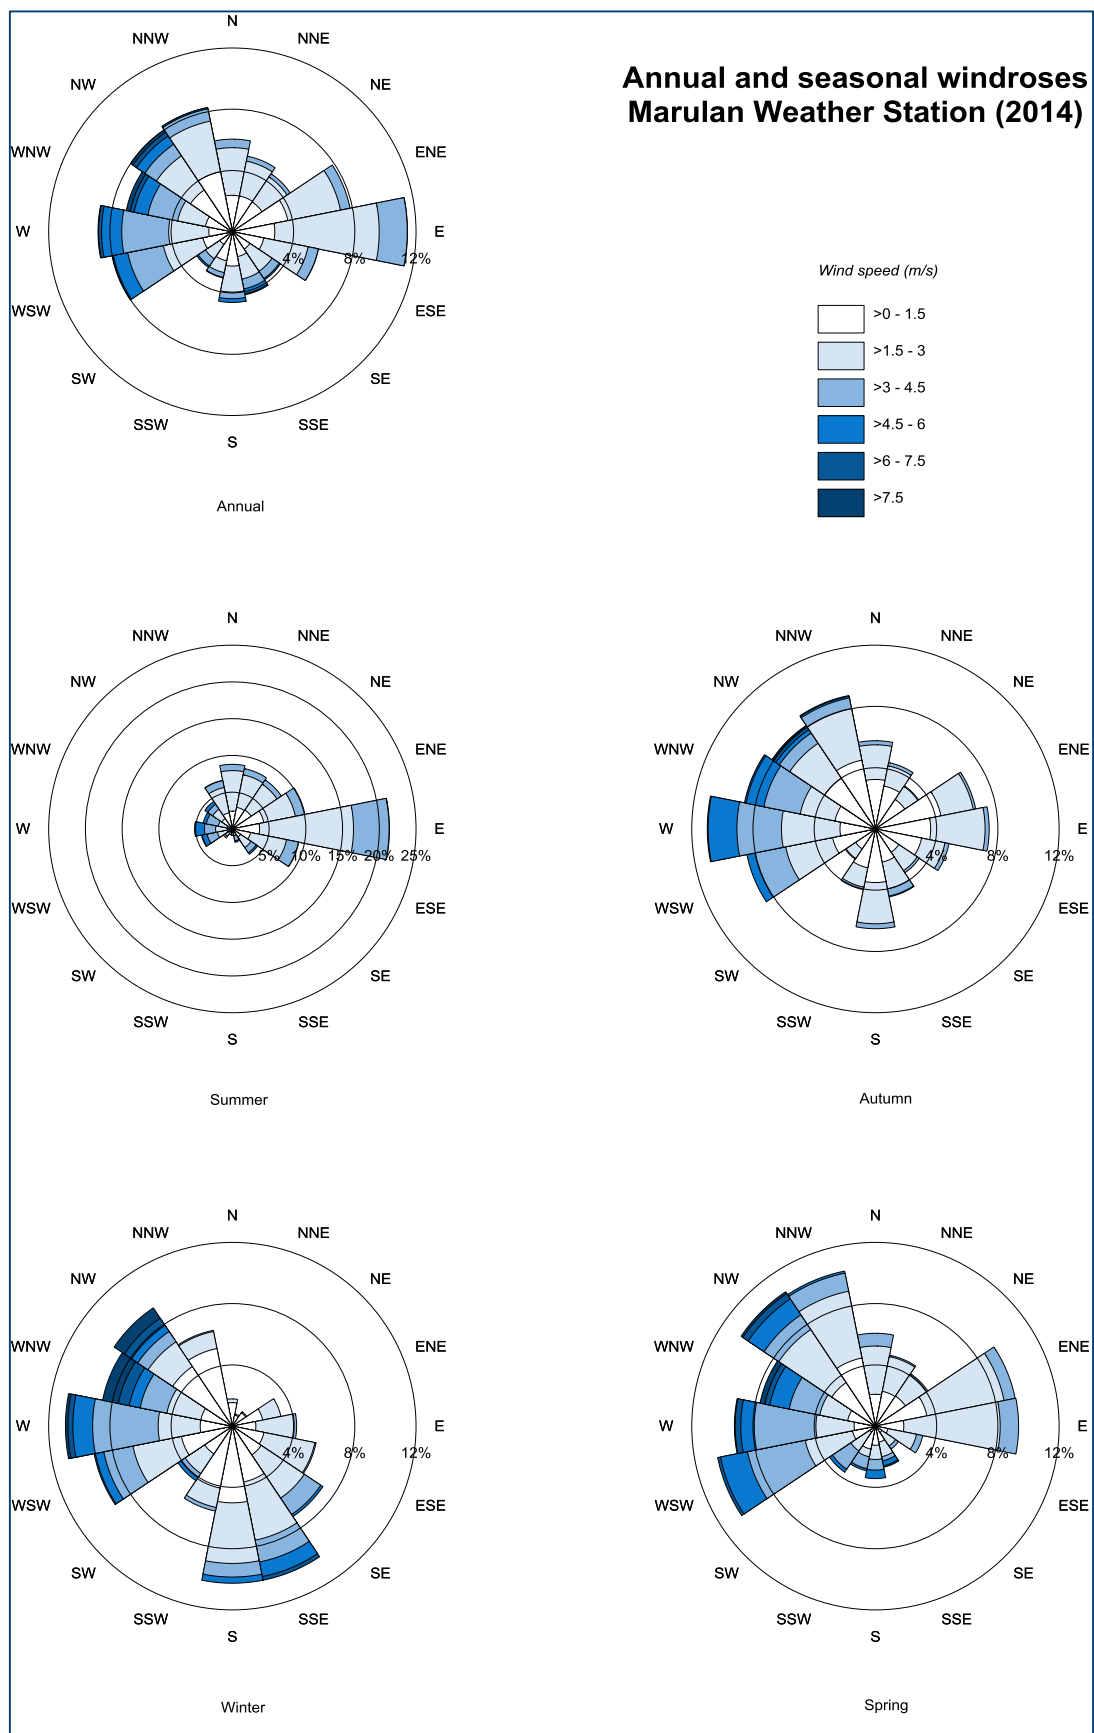 Annual and seasonal windroses
Marulan Weather Station (2014)
N
NNW
NNE
NW
NE
WNW
ENE
W
E
4%
8%
12%
WSW
ESE
SW
SE
SSW
SSE
S
Annual
Wind speed (m/s)
>0 - 1.5
>1.5 - 3
>3 - 4.5
>4.5 - 6
>6 - 7.5
>7.5
N
NNW
NNE
NW
NE
WNW
ENE
W
E
5%
10%
15%
20%
25%
WSW
ESE
SW
SE
SSW
SSE
S
Summer
N
NNW
NNE
NW
NE
WNW
ENE
W
E
4%
8%
12%
WSW
ESE
SW
SE
SSW
SSE
S
Autumn
N
NNW
NNE
NW
NE
WNW
ENE
W
E
4%
8%
12%
WSW
ESE
SW
SE
SSW
SSE
S
Winter
N
NNW
NNE
NW
NE
WNW
ENE
W
E
4%
8%
12%
WSW
ESE
SW
SE
SSW
SSE
S
Spring